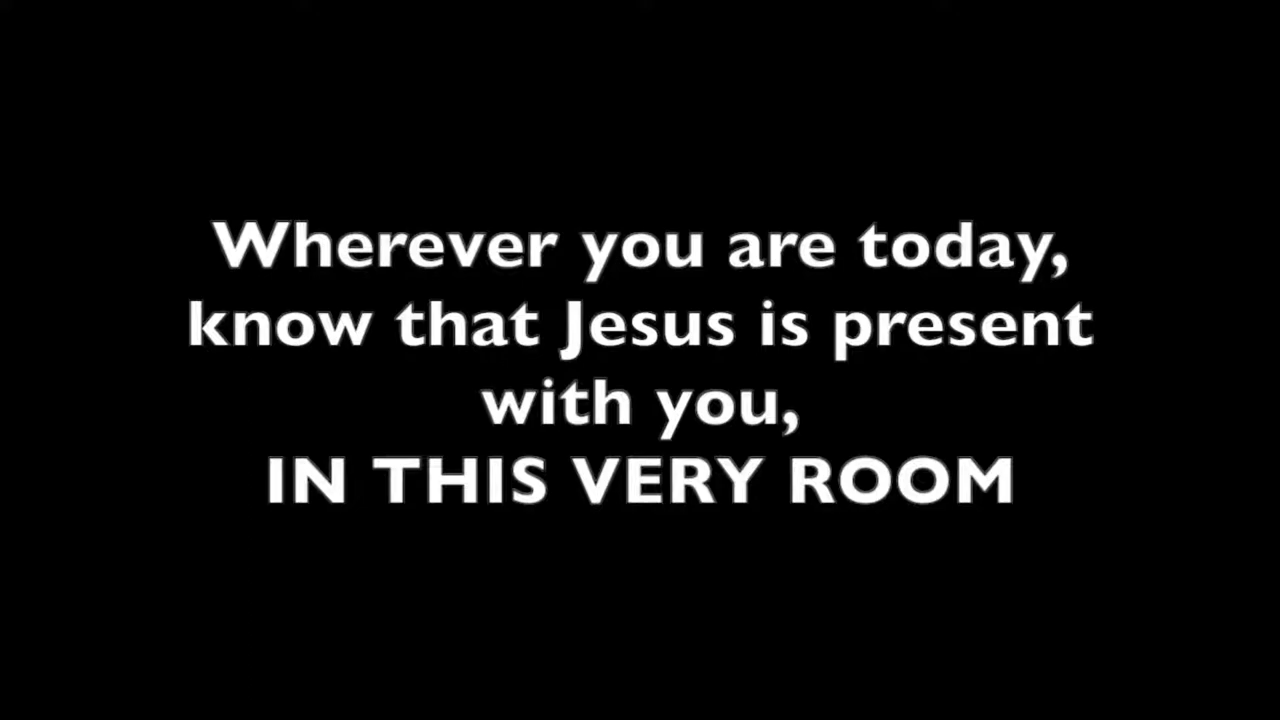 Wherever you are today,
know that Jesus is present
with you,
IN THIS VERY ROOM